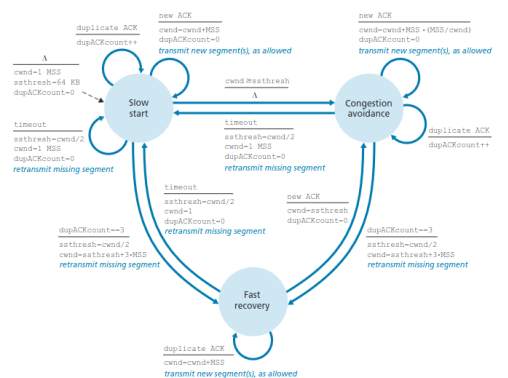 duplicate ACK
dupACKcount++
new ACK
cwnd=cwnd+MSS
dupACKcount=0
transmit new segment(s), as allowed
new ACK
cwnd=cwnd+MSS•(MSS/cwnd)
dupACKcount=0
transmit new segment(s), as allowed
Λ
cwnd=1 MSS
ssthresh=64 KB
dupACKcount=0
Slow
start
cwnd≥ssthresh
Λ
Congestion
avoidance
timeout
ssthresh=cwnd/2
cwnd=1 MSS
dupACKcount=0
retransmit missing segment
timeout
ssthresh=cwnd/2
cwnd=1 MSS
dupACKcount=0
retransmit missing segment
duplicate ACK
dupACKcount++
timeout
ssthresh=cwnd/2
cwnd=1
dupACKcount=0
retransmit missing segment
new ACK
cwnd=ssthresh
dupACKcount=0
dupACKcount==3
ssthresh=cwnd/2
cwnd=ssthresh+3•MSS
retransmit missing segment
dupACKcount==3
ssthresh=cwnd/2
cwnd=ssthresh+3•MSS
retransmit missing segment
Fast
recovery
duplicate ACK
cwnd=cwnd+MSS
transmit new segment(s), as allowed